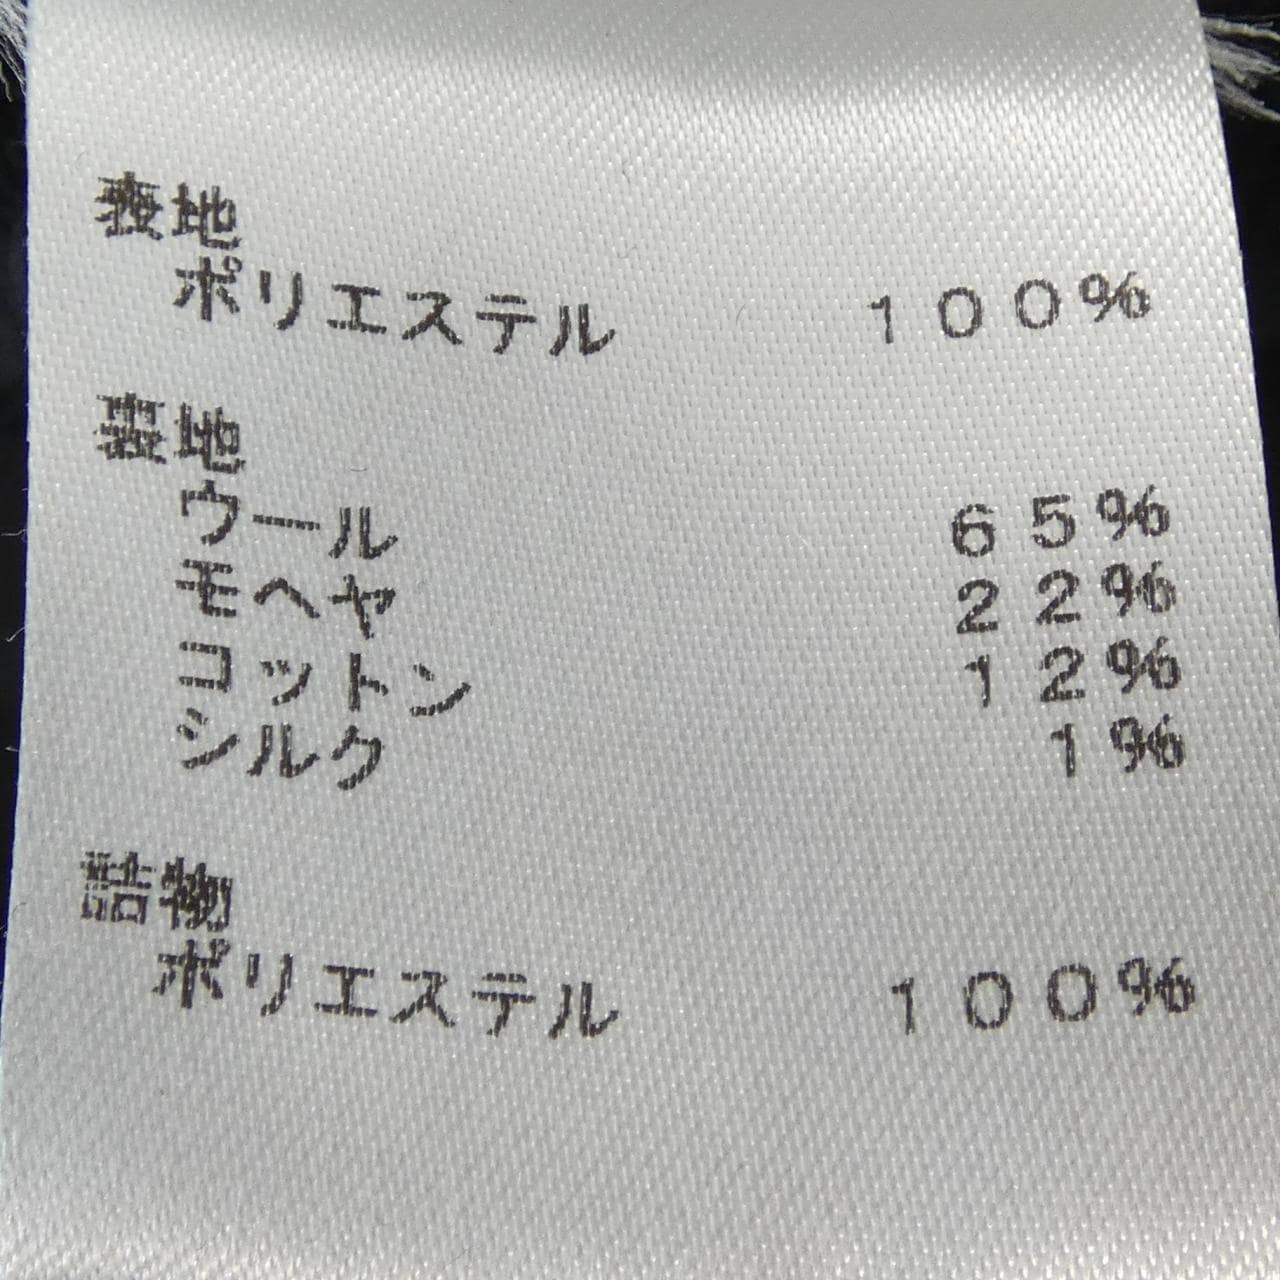 表地
ポリエステル １００%
裏地
ウール ６５%
モヘヤ ２２%
コットン １２%
シルク １%
詰物
ポリエステル １００%